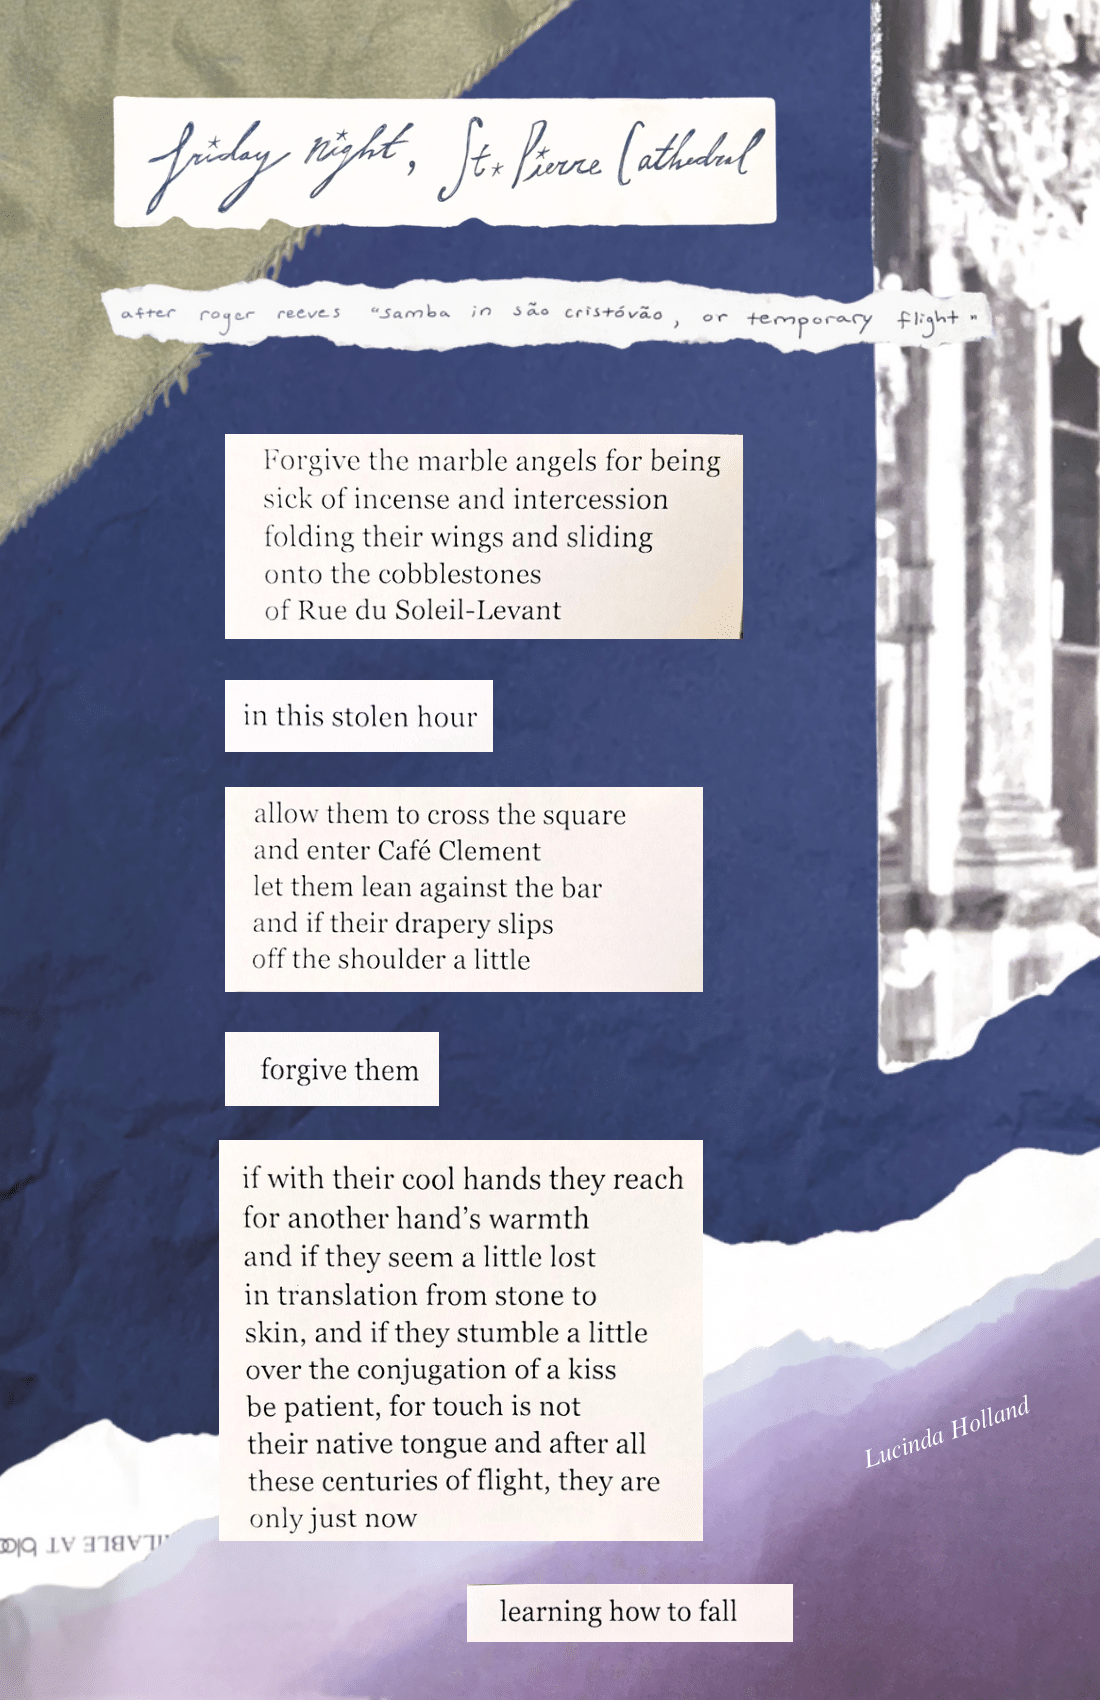 friday night, St. Pierre Cathedral
after roger reeves "samba in são cristóvão, or temporary flight"
Forgive the marble angels for being
sick of incense and intercession
folding their wings and sliding
onto the cobblestones
of Rue du Soleil-Levant
in this stolen hour
allow them to cross the square
and enter Café Clement
let them lean against the bar
and if their drapery slips
off the shoulder a little
forgive them
if with their cool hands they reach
for another hand's warmth
and if they seem a little lost
in translation from stone to
skin, and if they stumble a little
over the conjugation of a kiss
be patient, for touch is not
their native tongue and after all
these centuries of flight, they are
only just now
learning how to fall
Lucinda Holland